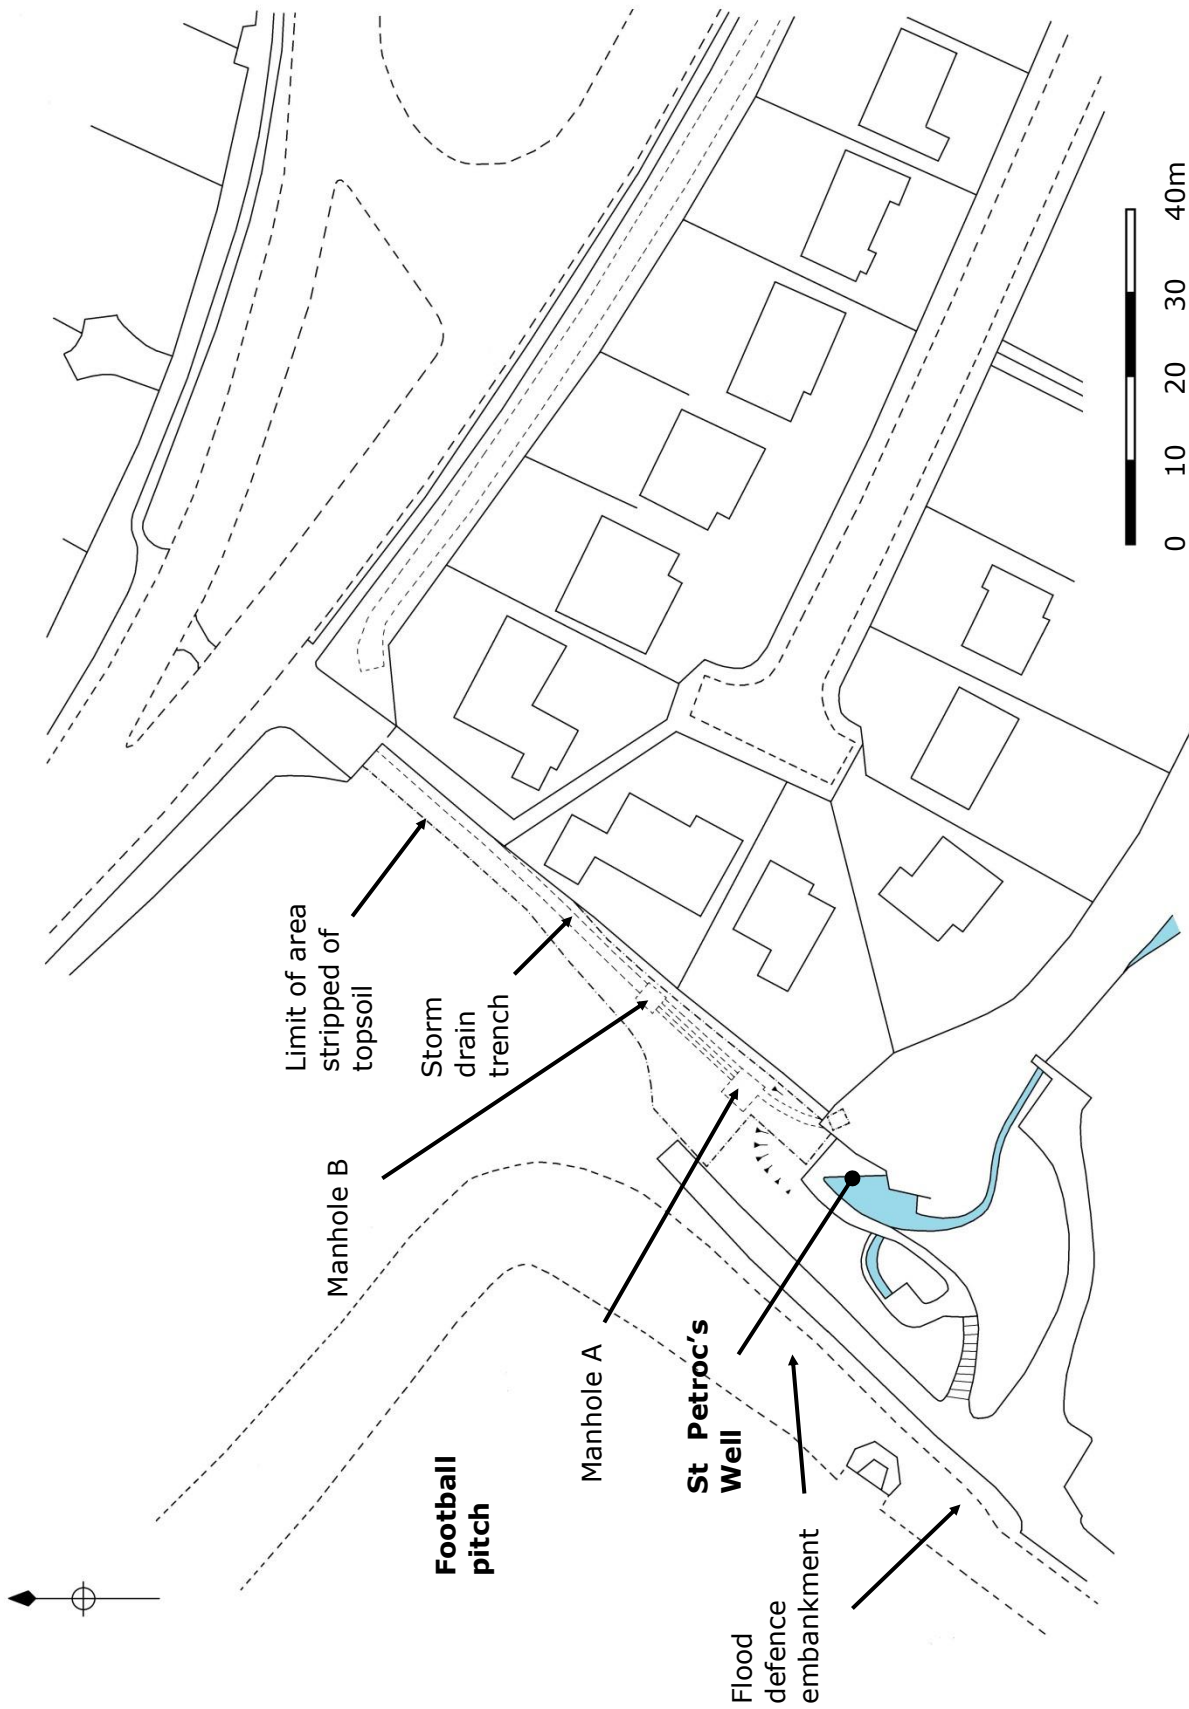 Limit of area
stripped of
topsoil
Storm
drain
trench
Manhole B
Manhole A
St Petroc's
Well
Football
pitch
Flood
defence
embankment
0 10 20 30 40m